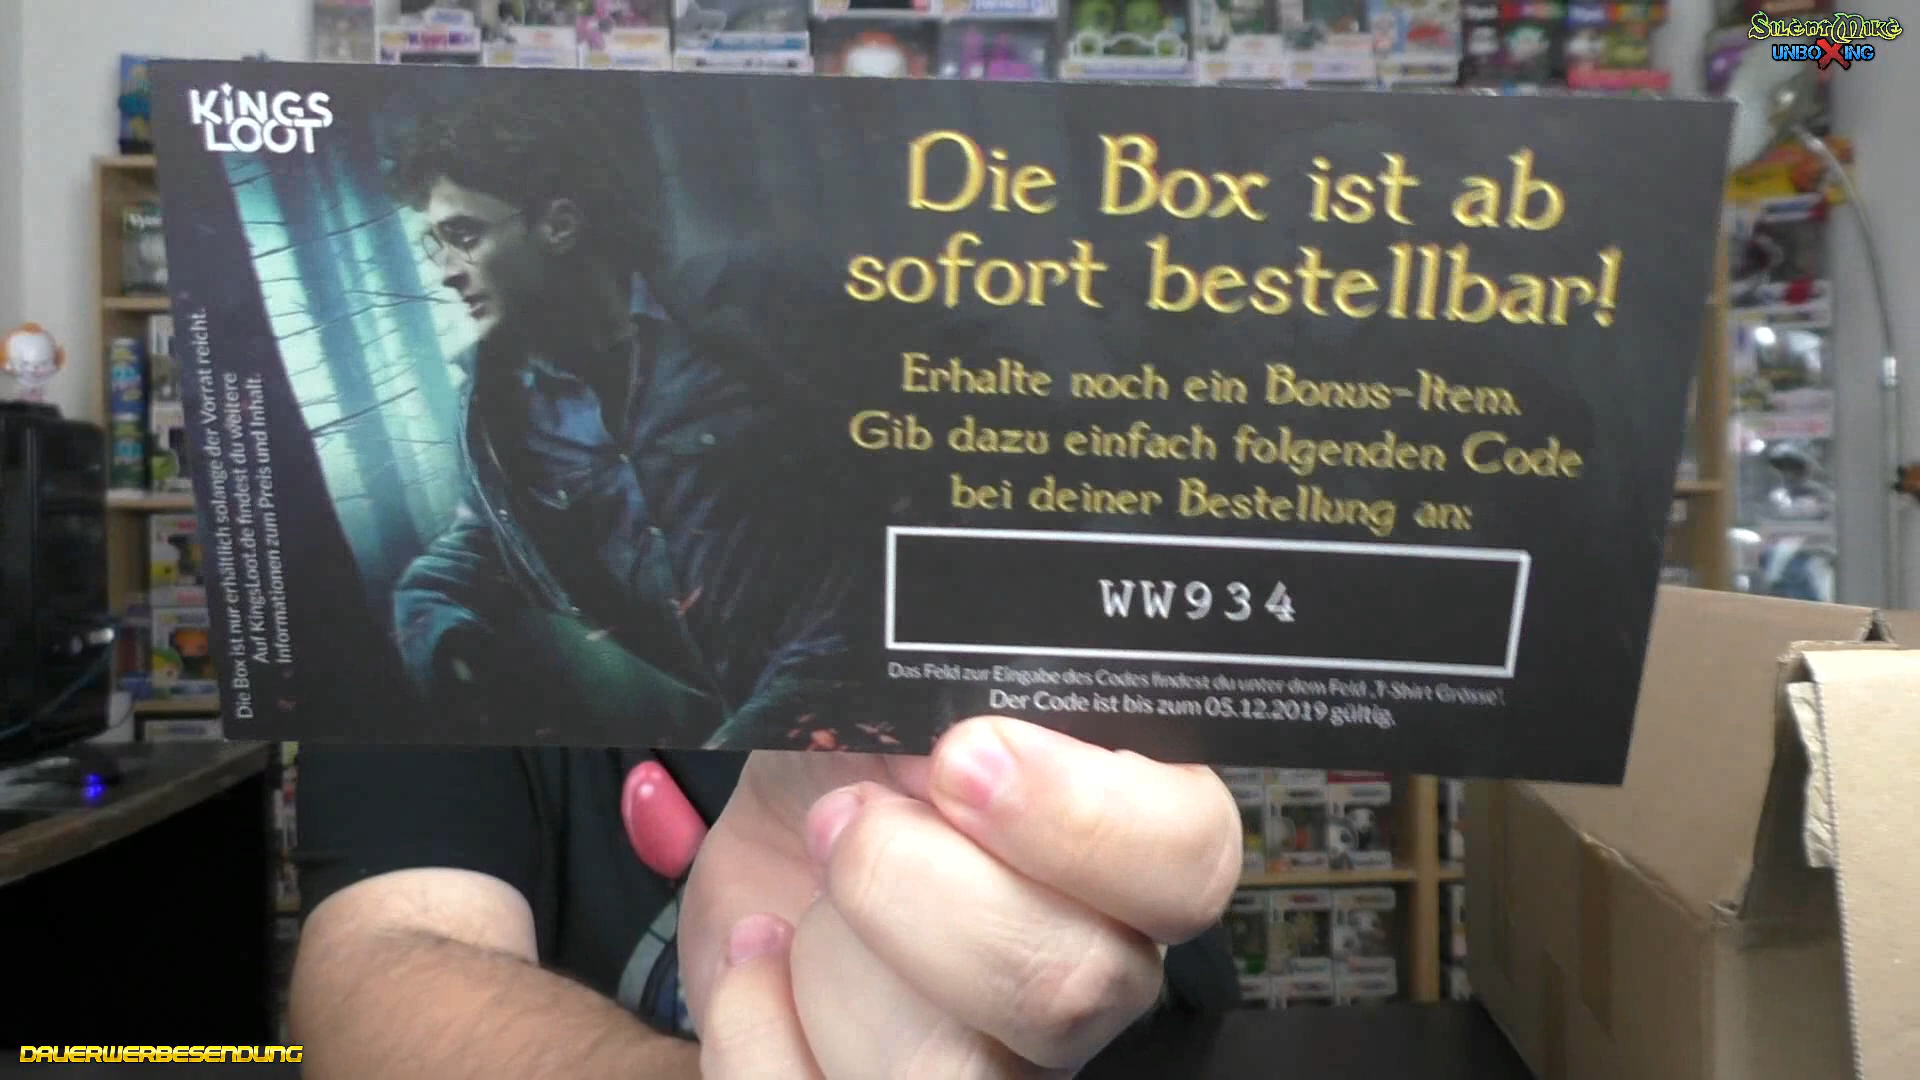 KiNGS
LOOT
SilentMike
UNBOXING
Die Box ist ab
sofort bestellbar!
Erhalte noch ein Bonus-Item.
Gib dazu einfach folgenden Code
bei deiner Bestellung an:
WW934
Das Feld zur Eingabe des Codes findest du unter dem Feld „T-Shirt Grösse“.
Der Code ist bis zum 05.12.2019 gültig.
Die Box ist nur erhältlich solange der Vorrat reicht.
Auf KingsLoot.de findest du weitere
Informationen zum Preis und Inhalt.
DAUERWERBESENDUNG